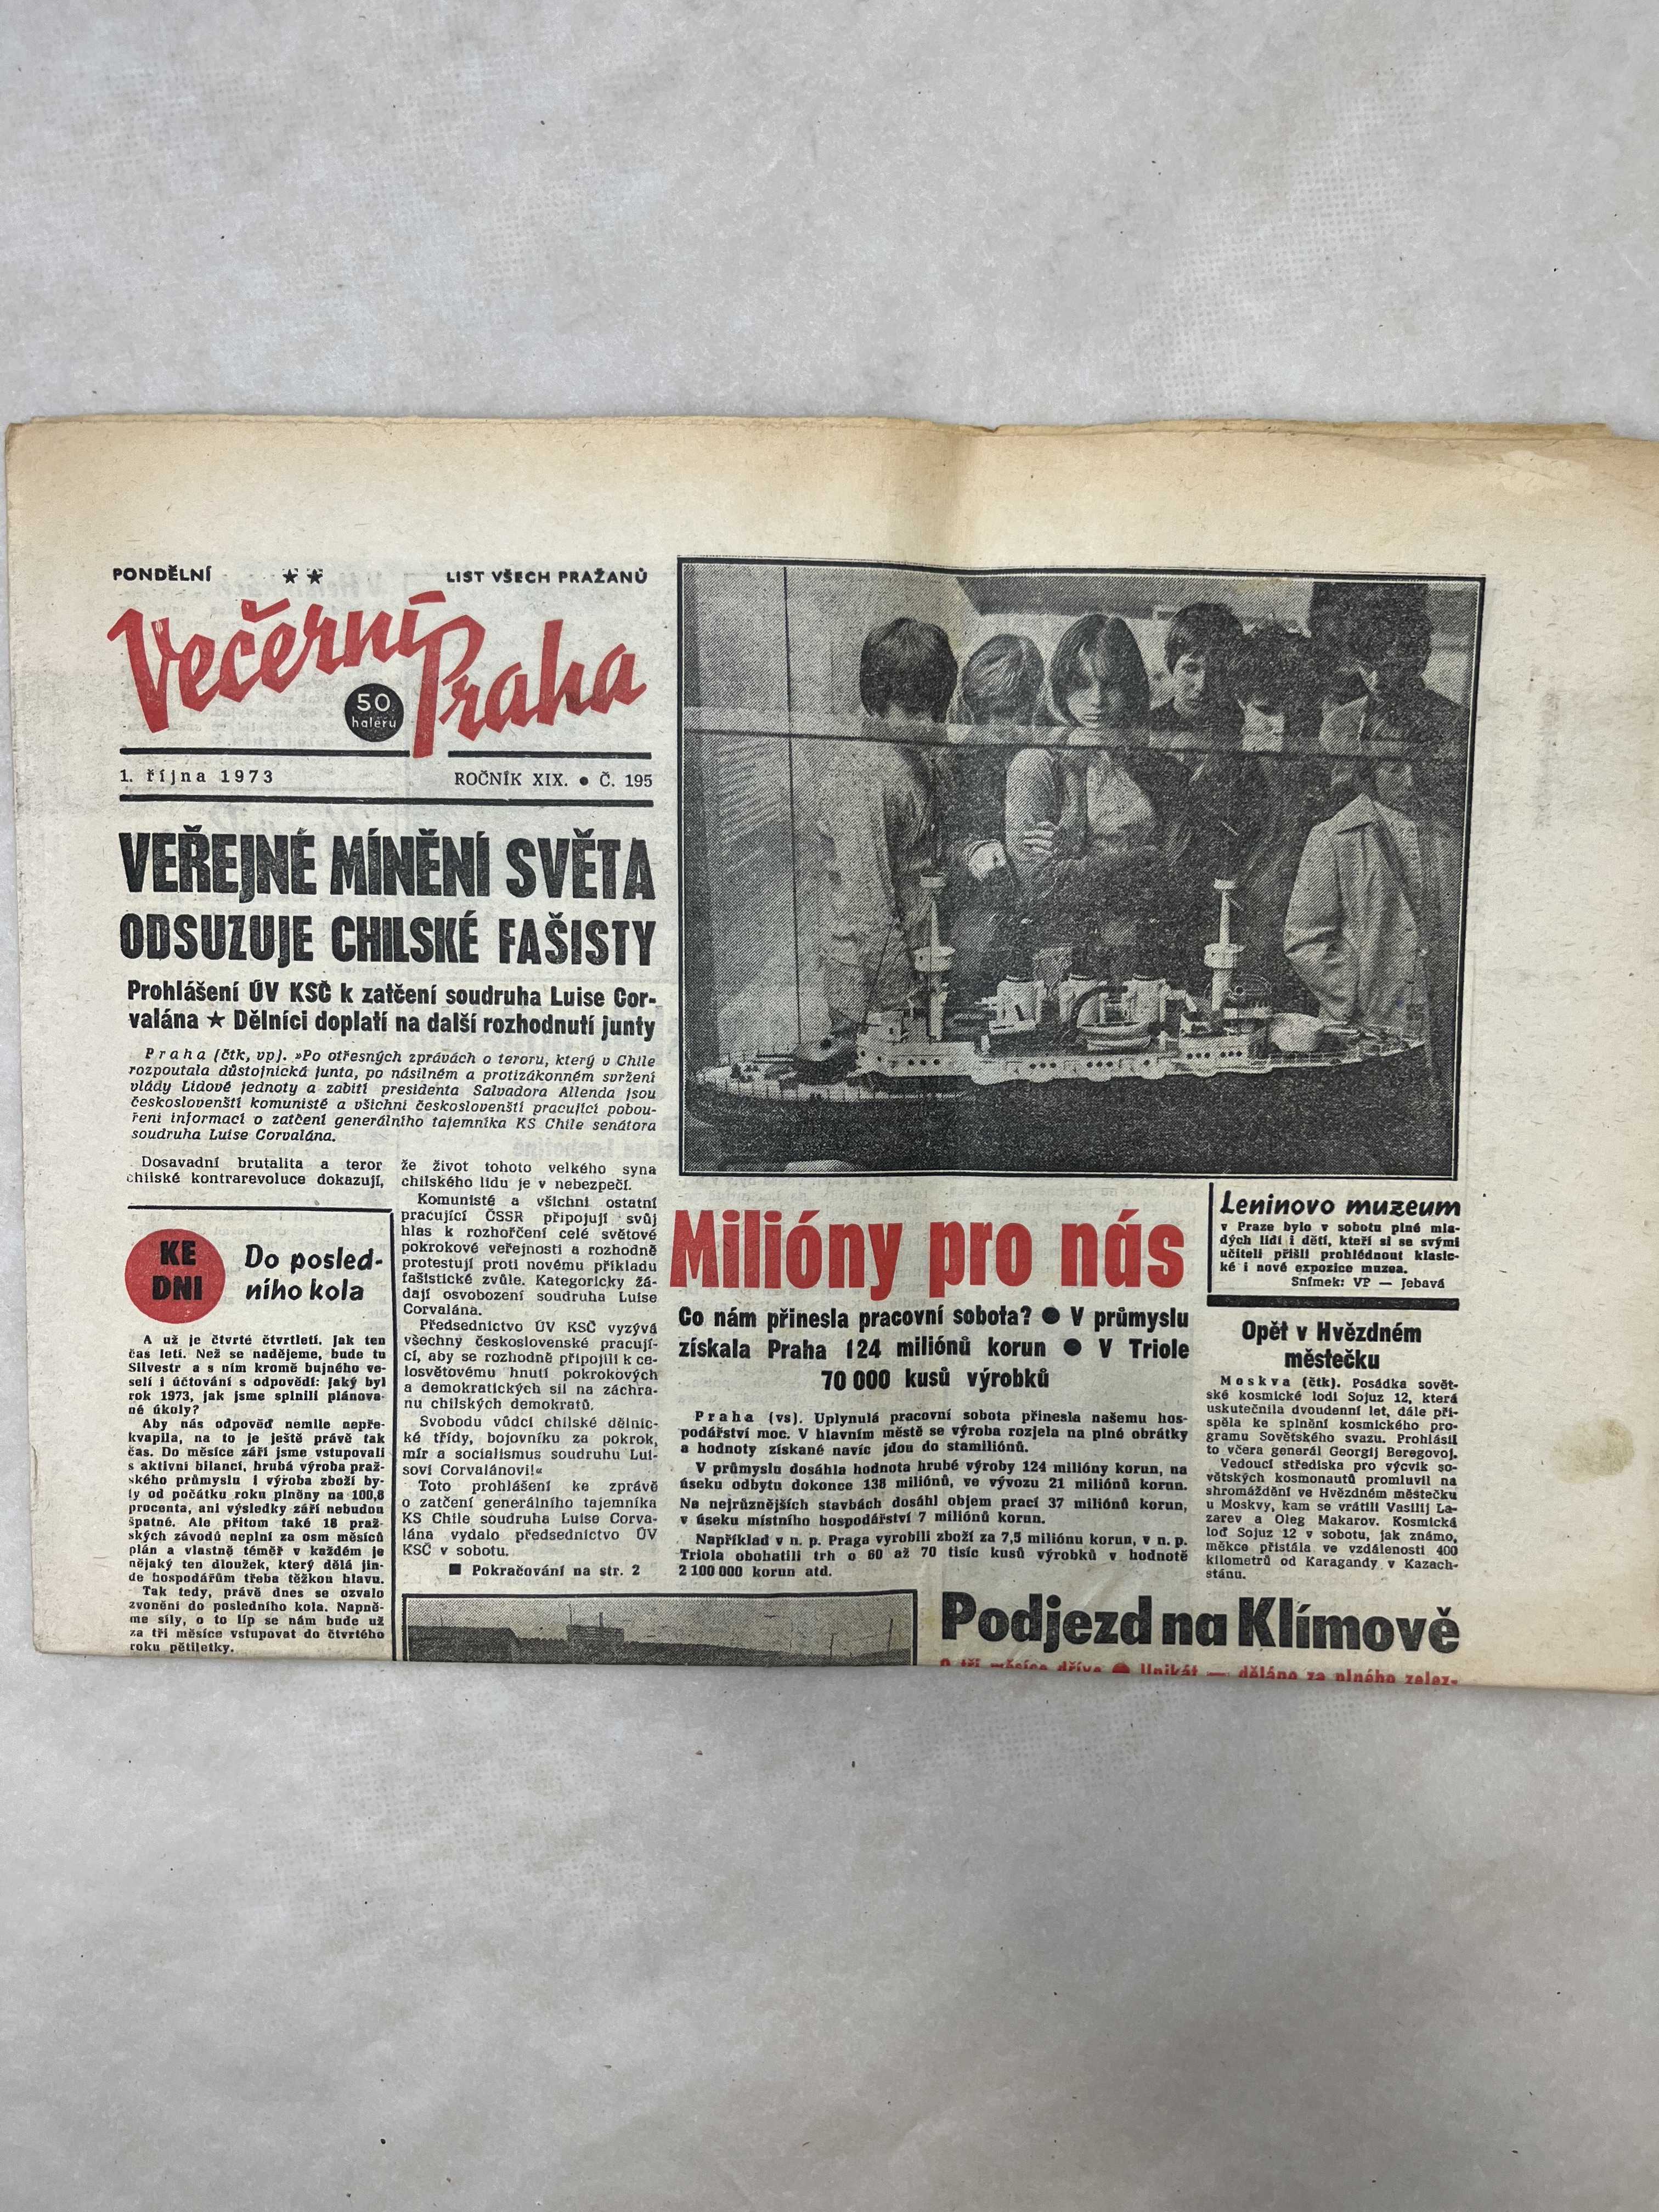 PONDĚLNÍ ★★ LIST VŠECH PRAŽANŮ
Večerní
Praha
50
haléřů
1. října 1973 ROČNÍK XIX. ● Č. 195
VEŘEJNÉ MÍNĚNÍ SVĚTA
ODSUZUJE CHILSKÉ FAŠISTY
Prohlášení ÚV KSČ k zatčení soudruha Luise Cor-
valána ★ Dělníci doplatí na další rozhodnutí junty
Praha (čtk, vp). »Po otřesných zprávách o teroru, který v Chile
rozpoutala důstojnická junta, po násilném a protizákonném svržení
vlády Lidové jednoty a zabití presidenta Salvadora Allenda jsou
českoslovenští komunisté a všichni českoslovenští pracující pobou-
řeni informací o zatčení generálního tajemníka KS Chile senátora
soudruha Luise Corvalána.
Dosavadní brutalita a teror
chilské kontrarevoluce dokazují,
že život tohoto velkého syna
chilského lidu je v nebezpečí.
Komunisté a všichni ostatní
pracující ČSSR připojují svůj
hlas k rozhořčení celé světové
pokrokové veřejnosti a rozhodně
protestují proti novému příkladu
fašistické zvůle. Kategoricky žá-
dají osvobození soudruha Luise
Corvalána.
Předsednictvo ÚV KSČ vyzývá
všechny československé pracují-
cí, aby se rozhodně připojili k ce-
losvětovému hnutí pokrokových
a demokratických sil na záchra-
nu chilských demokratů.
Svobodu vůdci chilské dělnic-
ké třídy, bojovníku za pokrok,
mír a socialismus soudruhu Lui-
sovi Corvalánovi!«
Toto prohlášení ke zprávě
o zatčení generálního tajemníka
KS Chile soudruha Luise Corva-
lána vydalo předsednictvo ÚV
KSČ v sobotu.
■ Pokračování na str. 2
KE
DNI
Do posled-
ního kola
A už je čtvrté čtvrtletí. Jak ten
čas letí. Než se nadějeme, bude tu
Silvestr a s ním kromě bujného ve-
selí i účtování s odpovědí: jaký byl
rok 1973, jak jsme splnili plánova-
né úkoly?
Aby nás odpověď nemile nepře-
kvapila, na to je ještě právě tak
čas. Do měsíce září jsme vstupovali
s aktivní bilancí, hrubá výroba praž-
ského průmyslu i výroba zboží by-
ly od počátku roku plněny na 100,8
procenta, ani výsledky září nebudou
špatné. Ale přitom také 18 praž-
ských závodů neplní za osm měsíců
plán a vlastně téměř v každém je
nějaký ten dloužek, který dělá jin-
de hospodářům třeba těžkou hlavu.
Tak tedy, právě dnes se ozvalo
zvonění do posledního kola. Napně-
me síly, o to líp se nám bude už
za tři měsíce vstupovat do čtvrtého
roku pětiletky.
Milióny pro nás
Co nám přinesla pracovní sobota? ● V průmyslu
získala Praha 124 miliónů korun ● V Triole
70 000 kusů výrobků
Praha (vs). Uplynulá pracovní sobota přinesla našemu hos-
podářství moc. V hlavním městě se výroba rozjela na plné obrátky
a hodnoty získané navíc jdou do stamiliónů.
V průmyslu dosáhla hodnota hrubé výroby 124 milióny korun, na
úseku odbytu dokonce 138 miliónů, ve vývozu 21 miliónů korun.
Na nejrůznějších stavbách dosáhl objem prací 37 miliónů korun,
v úseku místního hospodářství 7 miliónů korun.
Například v n. p. Praga vyrobili zboží za 7,5 miliónu korun, v n. p.
Triola obohatili trh o 60 až 70 tisíc kusů výrobků v hodnotě
2 100 000 korun atd.
Leninovo muzeum
v Praze bylo v sobotu plné mla-
dých lidí i dětí, kteří si se svými
učiteli přišli prohlédnout klasic-
ké i nové expozice muzea.
Snímek: VP — Jebavá
Opět v Hvězdném
městečku
Moskva (čtk). Posádka sovět-
ské kosmické lodi Sojuz 12, která
uskutečnila dvoudenní let, dále při-
spěla ke splnění kosmického pro-
gramu Sovětského svazu. Prohlásil
to včera generál Georgij Beregovoj.
Vedoucí střediska pro výcvik so-
větských kosmonautů promluvil na
shromáždění ve Hvězdném městečku
u Moskvy, kam se vrátili Vasilij La-
zarev a Oleg Makarov. Kosmická
loď Sojuz 12 v sobotu, jak známo,
měkce přistála ve vzdálenosti 400
kilometrů od Karagandy v Kazach-
stánu.
Podjezd na Klímově
O tři měsíce dříve ● Unikát — děláno za plného želez-